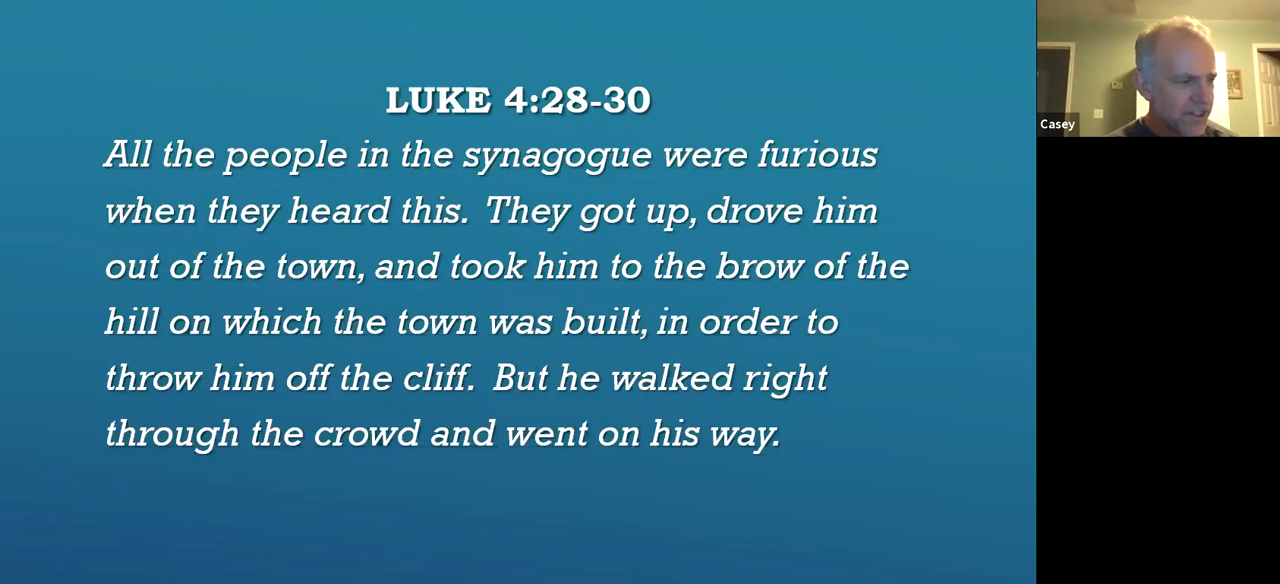 LUKE 4:28-30
All the people in the synagogue were furious
when they heard this.  They got up, drove him
out of the town, and took him to the brow of the
hill on which the town was built, in order to
throw him off the cliff.  But he walked right
through the crowd and went on his way.
Casey